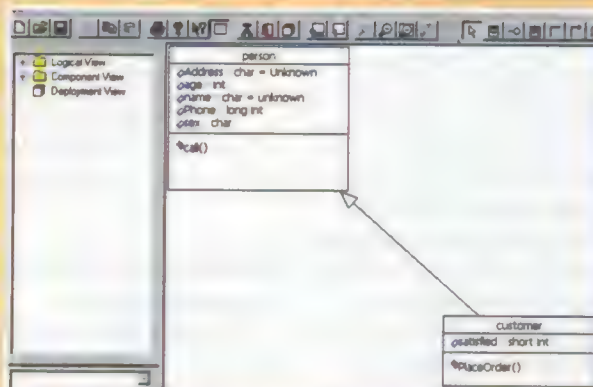 Logical View
Component View
Deployment View
person
Address char = Unknown
age int
name char = unknown
Phone long int
sex char
call()
customer
satisfied short int
PlaceOrder()